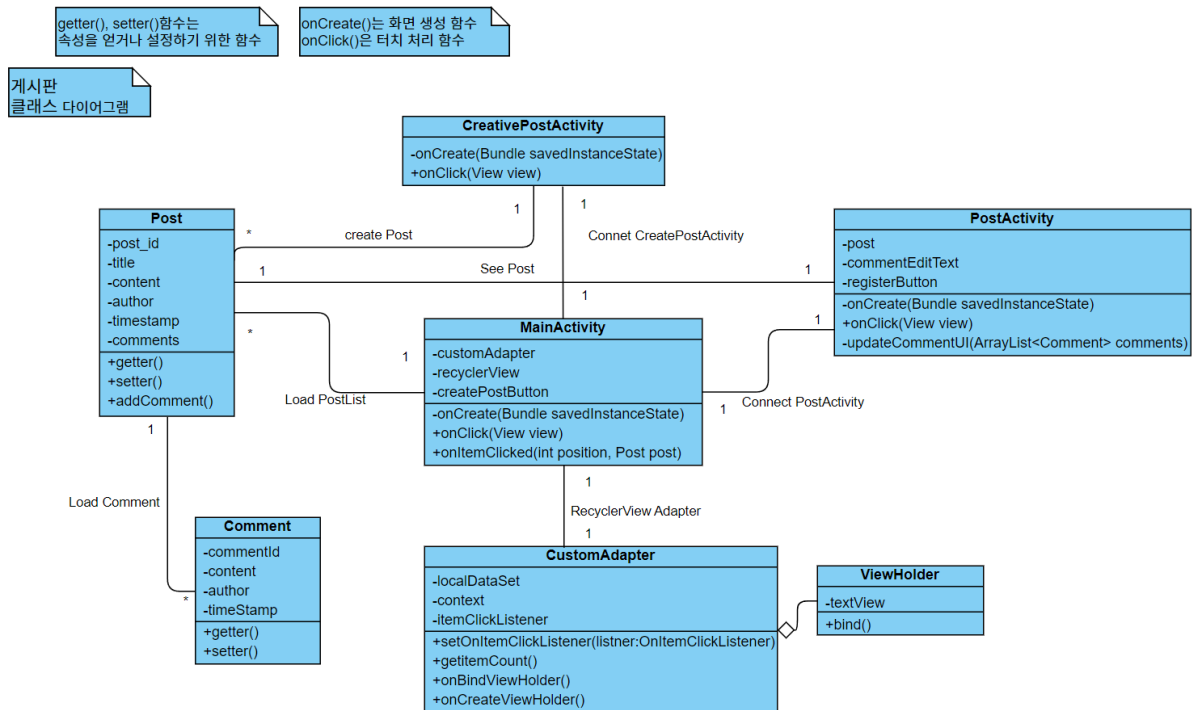 getter(), setter()함수는
속성을 얻거나 설정하기 위한 함수
onCreate()는 화면 생성 함수
onClick()은 터치 처리 함수
게시판
클래스 다이어그램
CreativePostActivity
-onCreate(Bundle savedInstanceState)
+onClick(View view)
Post
-post_id
-title
-content
-author
-timestamp
-comments
+getter()
+setter()
+addComment()
1
*
create Post
1
Connet CreatePostActivity
1
1
See Post
1
PostActivity
-post
-commentEditText
-registerButton
-onCreate(Bundle savedInstanceState)
+onClick(View view)
-updateCommentUI(ArrayList<Comment> comments)
MainActivity
-customAdapter
-recyclerView
-createPostButton
-onCreate(Bundle savedInstanceState)
+onClick(View view)
+onItemClicked(int position, Post post)
*
1
Load PostList
1
1
Connect PostActivity
1
Load Comment
*
Comment
-commentId
-content
-author
-timeStamp
+getter()
+setter()
1
RecyclerView Adapter
1
CustomAdapter
-localDataSet
-context
-itemClickListener
+setOnItemClickListener(listner:OnItemClickListener)
+getitemCount()
+onBindViewHolder()
+onCreateViewHolder()
ViewHolder
-textView
+bind()